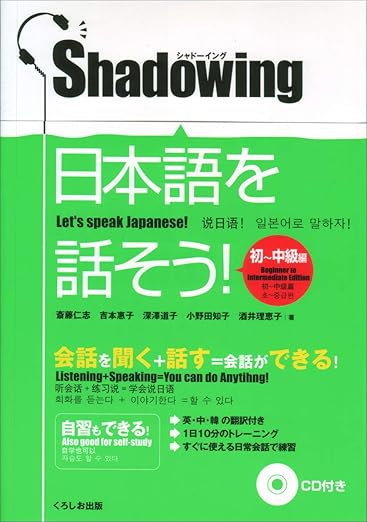 シャドーイング
Shadowing
日本語を
Let's speak Japanese! 说日语! 일본어로 말하자!
話そう!
初〜中級編
Beginner to
Intermediate Edition
初～中級篇
초~중급편
斎藤仁志 吉本惠子 深澤道子 小野田知子 酒井理恵子 著
会話を聞く+話す=会話ができる!
Listening+Speaking=You can do Anytihng!
听会话+练习说=学会说日语
회화를 듣는다 + 이야기한다 =할 수 있다
自習もできる!
Also good for self-study
自学也可以
자습도 할 수 있다
英・中・韓の翻訳付き
1日10分のトレーニング
すぐに使える日常会話で練習
CD付き
くろしお出版